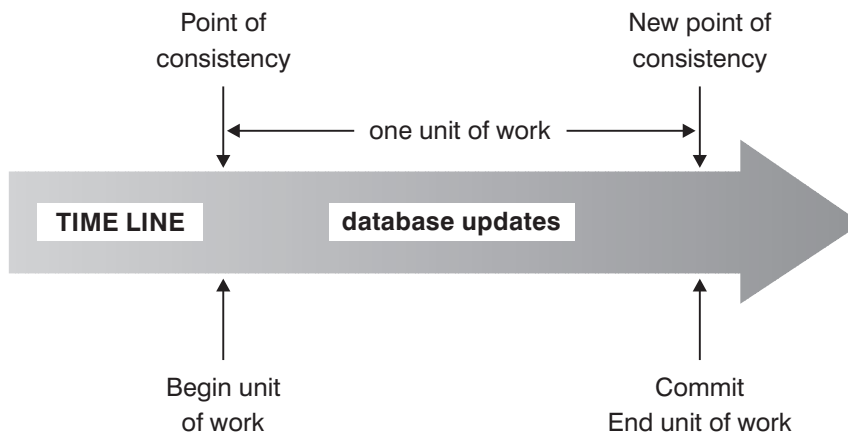 Point of
consistency
New point of
consistency
one unit of work
TIME LINE
database updates
Begin unit
of work
Commit
End unit of work